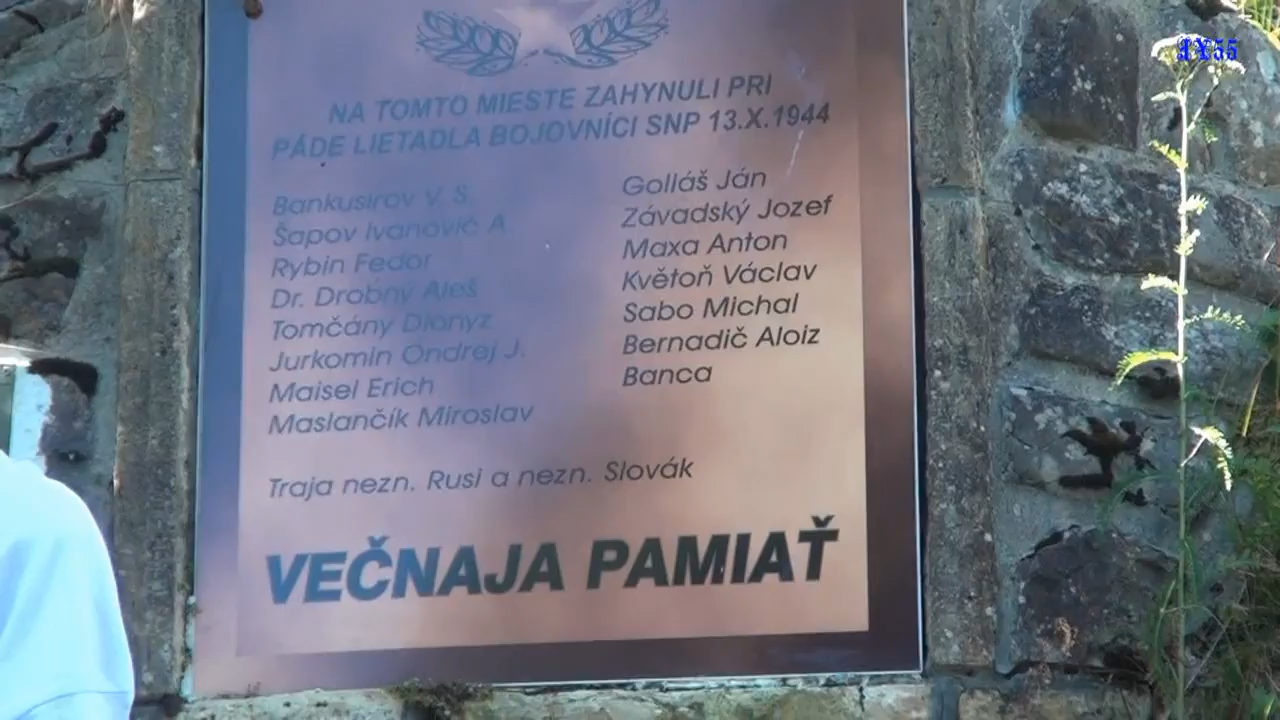 NA TOMTO MIESTE ZAHYNULI PRI
PÁDE LIETADLA BOJOVNÍCI SNP 13.X.1944
Bankusirov V. S.
Šapov Ivanovič A.
Rybin Fedor
Dr. Drobný Aleš
Tomčány Dionyz
Jurkomin Ondrej J.
Maisel Erich
Maslančík Miroslav
Golláš Ján
Závadský Jozef
Maxa Anton
Květoň Václav
Sabo Michal
Bernadič Aloiz
Banca
Traja nezn. Rusi a nezn. Slovák
VEČNAJA PAMIAŤ